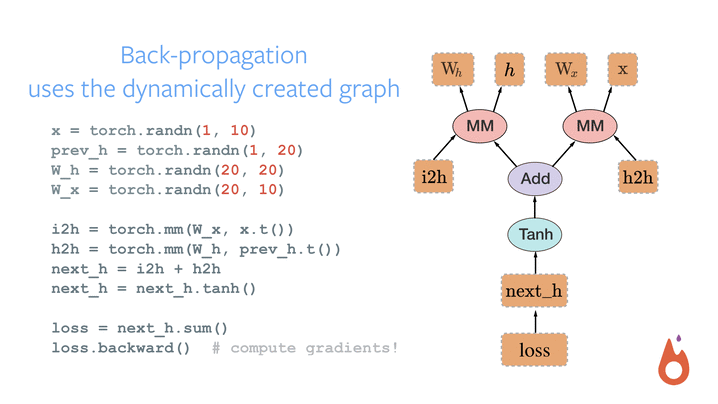 Back-propagation
uses the dynamically created graph
x = torch.randn(1, 10)
prev_h = torch.randn(1, 20)
W_h = torch.randn(20, 20)
W_x = torch.randn(20, 10)
i2h = torch.mm(W_x, x.t())
h2h = torch.mm(W_h, prev_h.t())
next_h = i2h + h2h
next_h = next_h.tanh()
loss = next_h.sum()
loss.backward()  # compute gradients!
W_h h W_x x
MM MM
i2h Add h2h
Tanh
next_h
loss